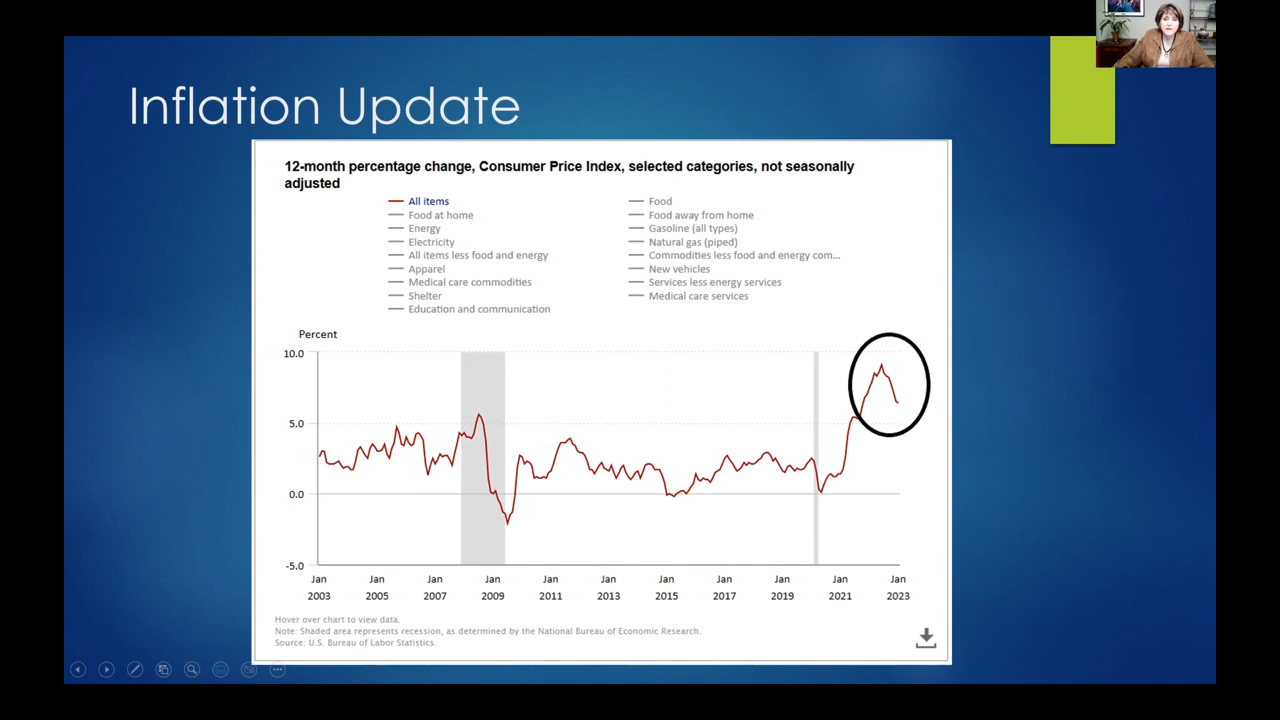 Inflation Update
12-month percentage change, Consumer Price Index, selected categories, not seasonally
adjusted
All items
Food
Food at home
Food away from home
Energy
Gasoline (all types)
Electricity
Natural gas (piped)
All items less food and energy
Commodities less food and energy com...
Apparel
New vehicles
Medical care commodities
Services less energy services
Shelter
Medical care services
Education and communication
Percent
10.0
5.0
0.0
-5.0
Jan Jan Jan Jan Jan Jan Jan Jan Jan Jan Jan
2003 2005 2007 2009 2011 2013 2015 2017 2019 2021 2023
Hover over chart to view data.
Note: Shaded area represents recession, as determined by the National Bureau of Economic Research.
Source: U.S. Bureau of Labor Statistics.